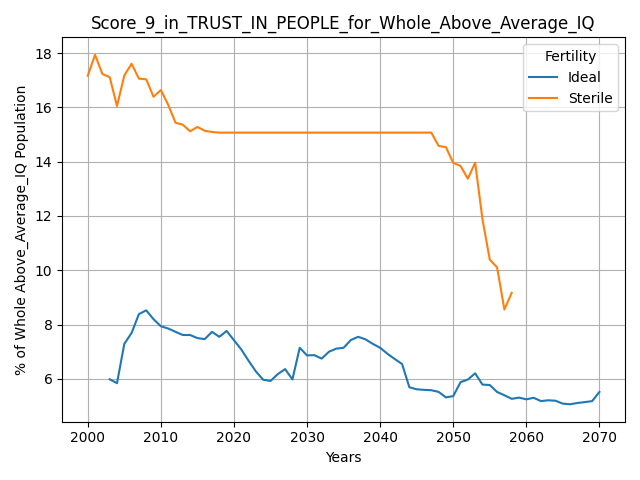 Score_9_in_TRUST_IN_PEOPLE_for_Whole_Above_Average_IQ
Fertility
Ideal
Sterile
% of Whole Above_Average_IQ Population
18
16
14
12
10
8
6
2000 2010 2020 2030 2040 2050 2060 2070
Years